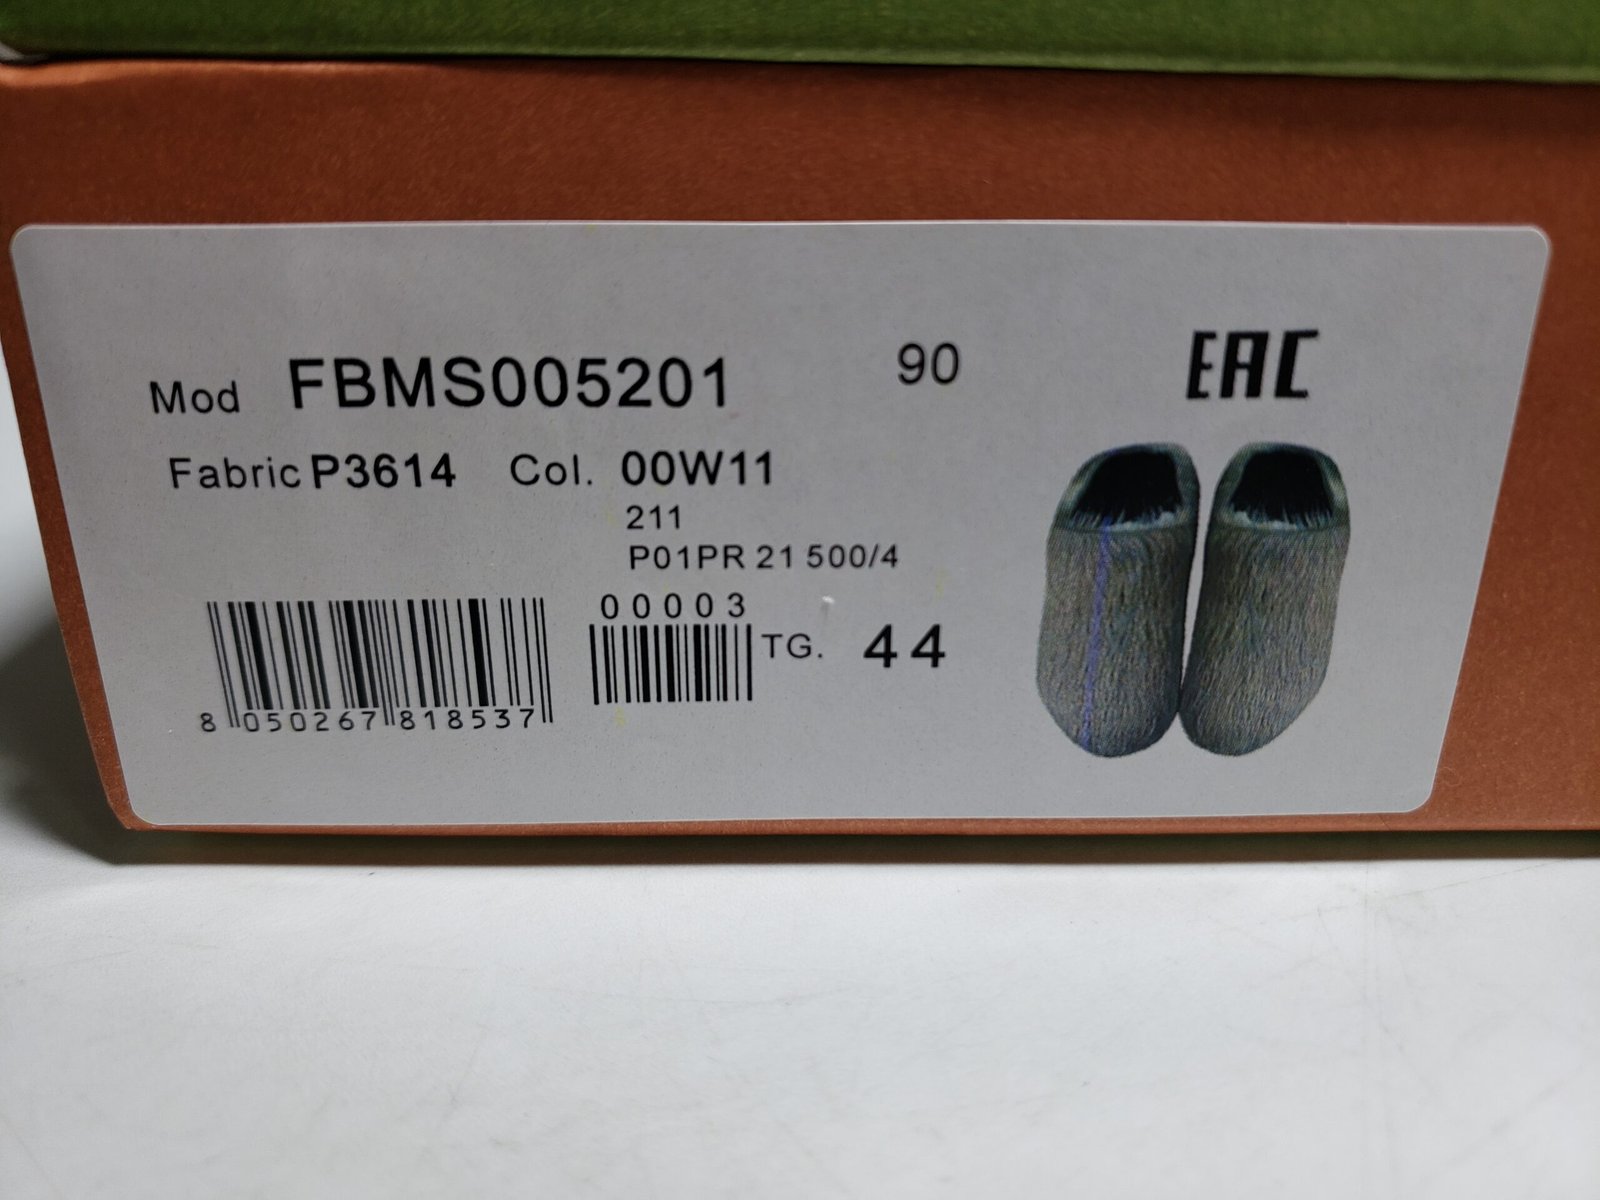 Mod FBMS005201 90 EAC
Fabric P3614 Col. 00W11
211
P01PR 21 500/4
00003
TG. 44
8 050267 818537